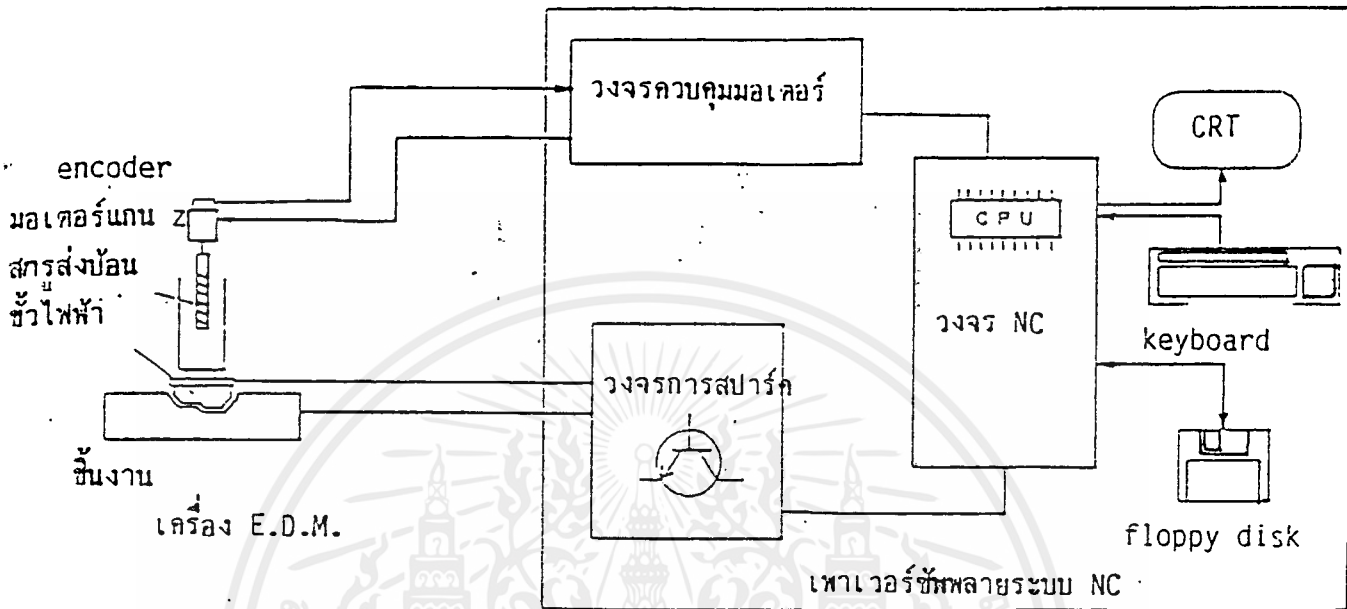 วงจรควบคุมมอเตอร์
CRT
encoder
มอเตอร์แกน Z
สกรูส่งป้อน
ขั้วไฟฟ้า
CPU
วงจร NC
keyboard
วงจรการสปาร์ค
ชิ้นงาน
เครื่อง E.D.M.
floppy disk
เพาเวอร์ซัพพลายระบบ NC